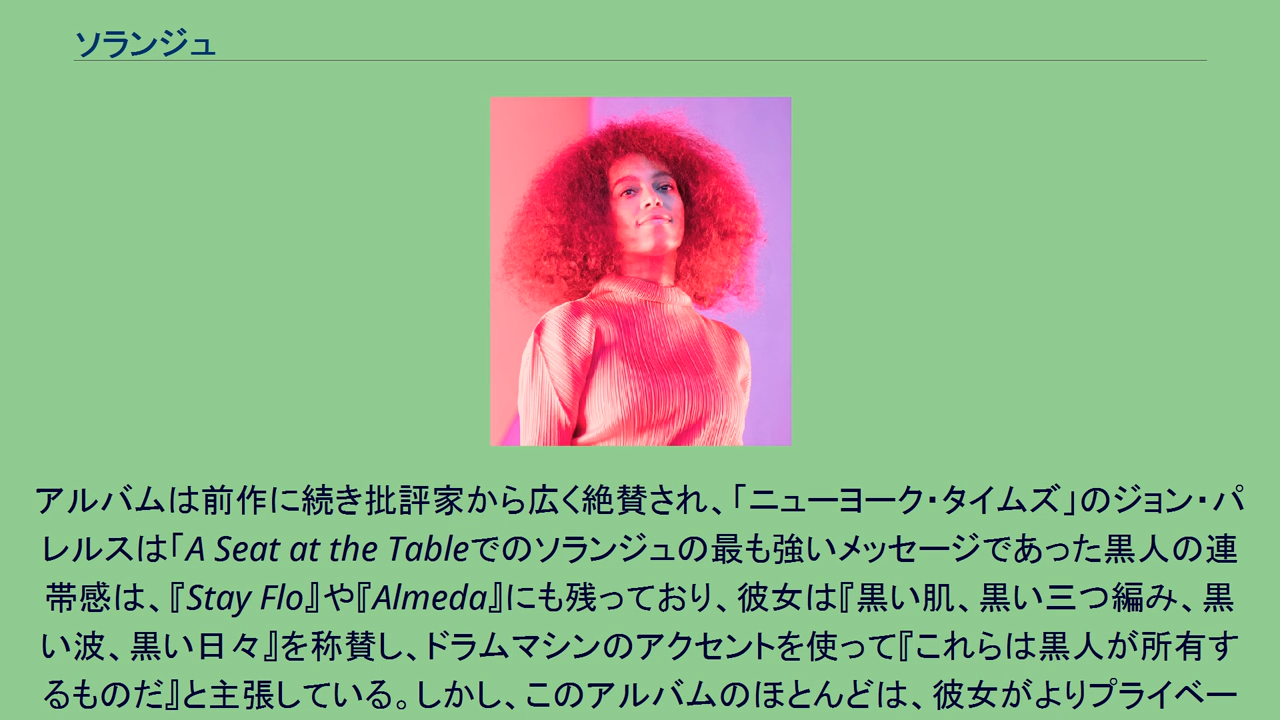 ソランジュ
アルバムは前作に続き批評家から広く絶賛され、「ニューヨーク・タイムズ」のジョン・パ
レルスは「A Seat at the Tableでのソランジュの最も強いメッセージであった黒人の連
帯感は、『Stay Flo』や『Almeda』にも残っており、彼女は『黒い肌、黒い三つ編み、黒
い波、黒い日々』を称賛し、ドラムマシンのアクセントを使って『これらは黒人が所有す
るものだ』と主張している。しかし、このアルバムのほとんどは、彼女がよりプライベー